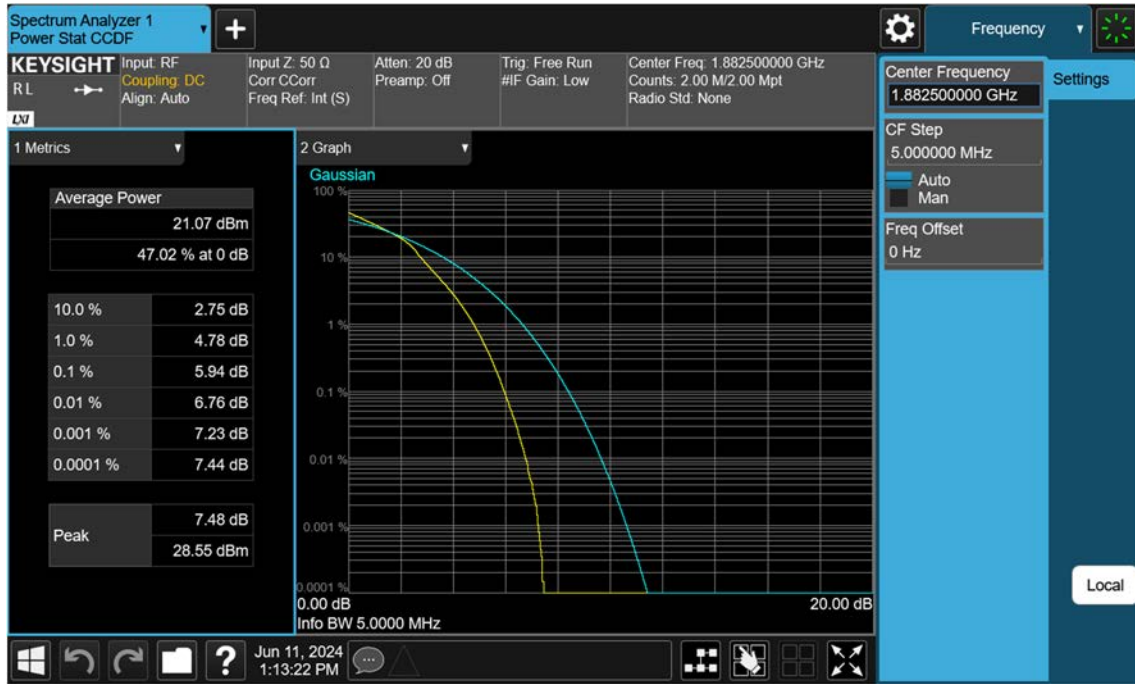 Spectrum Analyzer 1
Power Stat CCDF
Frequency
KEYSIGHT
RL
LXI
Input: RF
Coupling: DC
Align: Auto
Input Z: 50 Ω
Corr CCorr
Freq Ref: Int (S)
Atten: 20 dB
Preamp: Off
Trig: Free Run
#IF Gain: Low
Center Freq: 1.882500000 GHz
Counts: 2.00 M/2.00 Mpt
Radio Std: None
Center Frequency
1.882500000 GHz
Settings
CF Step
5.000000 MHz
Auto
Man
Freq Offset
0 Hz
Local
1 Metrics
Average Power
21.07 dBm
47.02 % at 0 dB
10.0 % 2.75 dB
1.0 % 4.78 dB
0.1 % 5.94 dB
0.01 % 6.76 dB
0.001 % 7.23 dB
0.0001 % 7.44 dB
Peak
7.48 dB
28.55 dBm
2 Graph
Gaussian
100 %
10 %
1 %
0.1 %
0.01 %
0.001 %
0.0001 %
0.00 dB 20.00 dB
Info BW 5.0000 MHz
?
Jun 11, 2024
1:13:22 PM